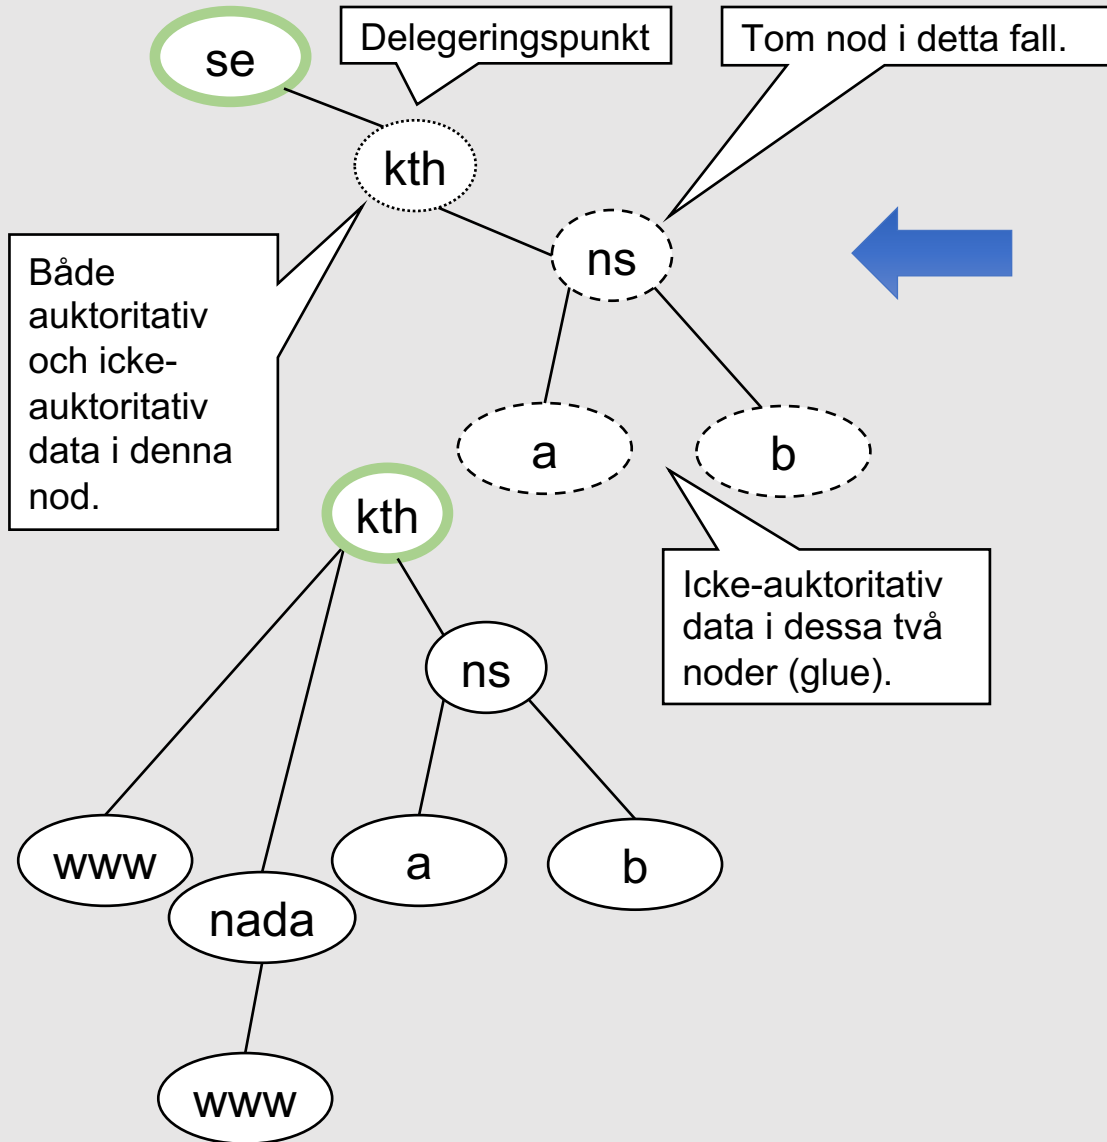 se
Delegeringspunkt
Tom nod i detta fall.
kth
ns
Både
auktoritativ
och icke-
auktoritativ
data i denna
nod.
a
b
kth
Icke-auktoritativ
data i dessa två
noder (glue).
ns
www
a
b
nada
www